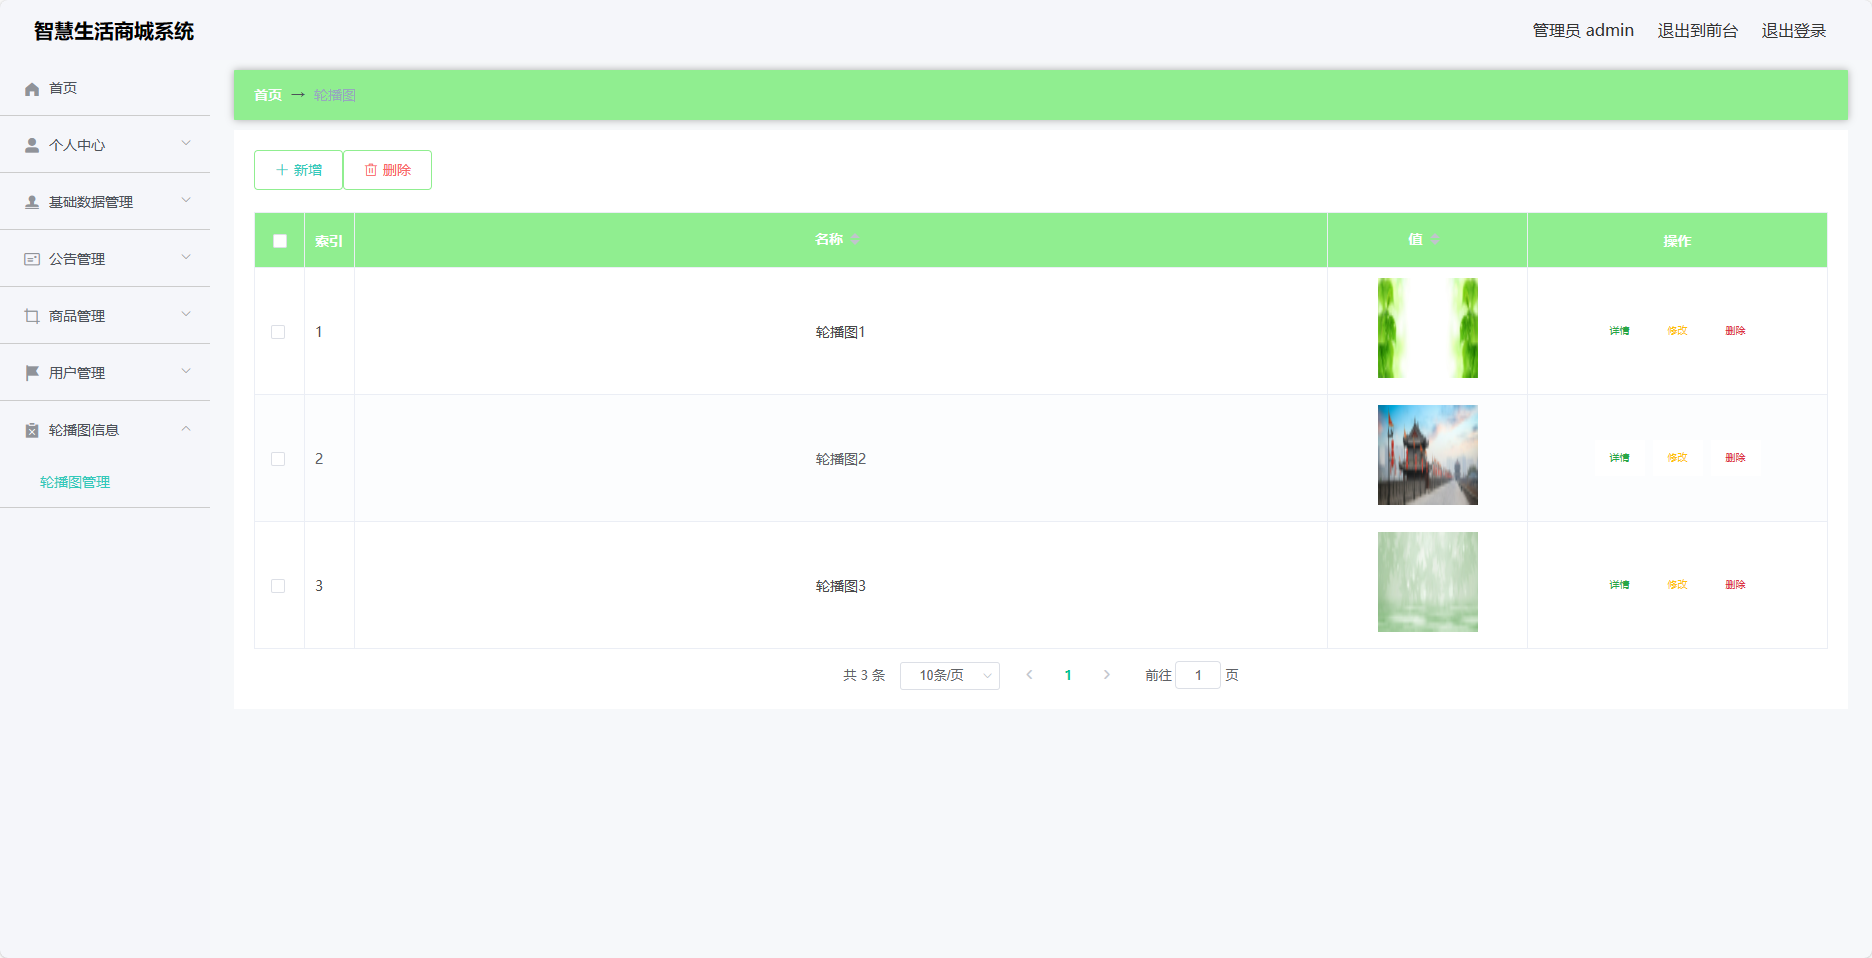 智慧生活商城系统
管理员 admin 退出到前台 退出登录
首页
个人中心
基础数据管理
公告管理
商品管理
用户管理
轮播图信息
轮播图管理
首页 → 轮播图
新增 删除
索引 名称 值 操作
1 轮播图1 详情 修改 删除
2 轮播图2 详情 修改 删除
3 轮播图3 详情 修改 删除
共 3 条 10条/页 1 前往 1 页